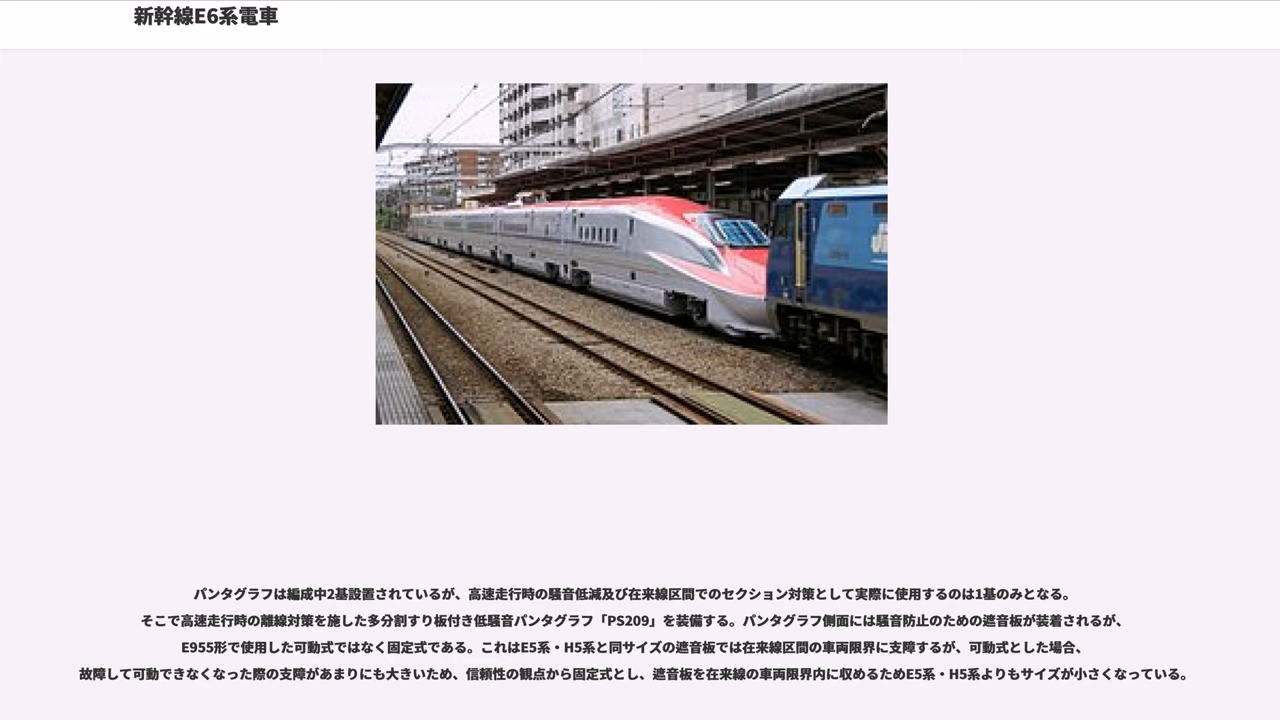 新幹線E6系電車
パンタグラフは編成中2基設置されているが、高速走行時の騒音低減及び在来線区間でのセクション対策として実際に使用するのは1基のみとなる。
そこで高速走行時の離線対策を施した多分割すり板付き低騒音パンタグラフ「PS209」を装備する。パンタグラフ側面には騒音防止のための遮音板が装着されるが、
E955形で使用した可動式ではなく固定式である。これはE5系・H5系と同サイズの遮音板では在来線区間の車両限界に支障するが、可動式とした場合、
故障して可動できなくなった際の支障があまりにも大きいため、信頼性の観点から固定式とし、遮音板を在来線の車両限界内に収めるためE5系・H5系よりもサイズが小さくなっている。